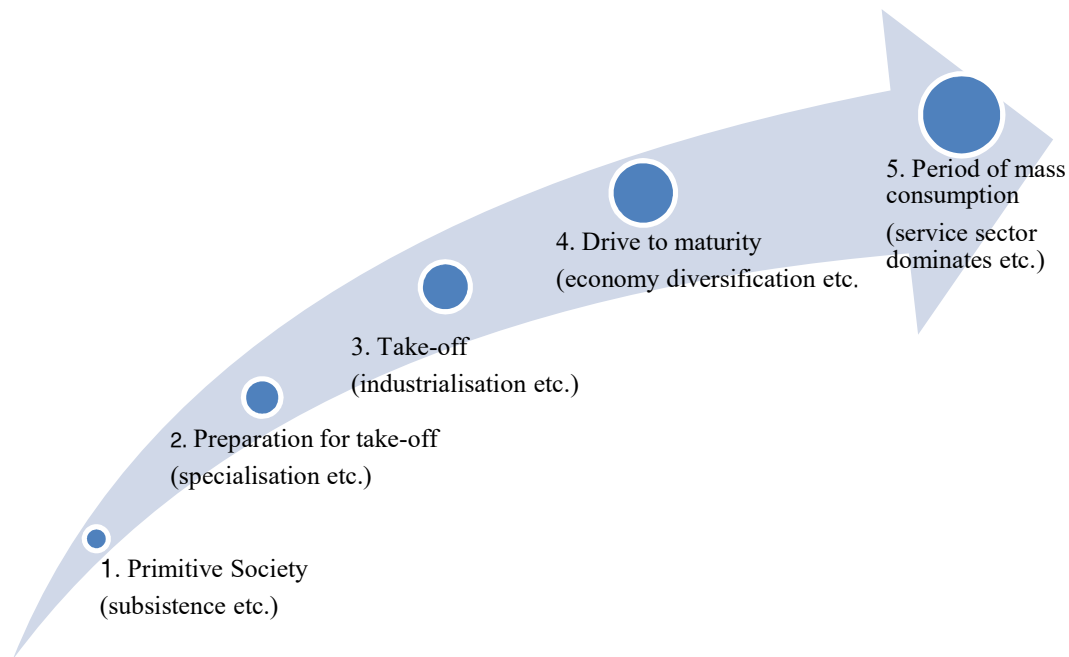 1. Primitive Society
(subsistence etc.)
2. Preparation for take-off
(specialisation etc.)
3. Take-off
(industrialisation etc.)
4. Drive to maturity
(economy diversification etc.
5. Period of mass
consumption
(service sector
dominates etc.)